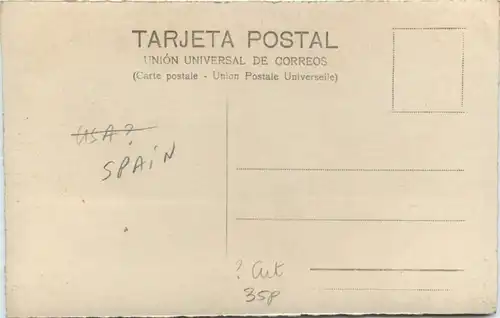 TARJETA POSTAL
UNIÓN UNIVERSAL DE CORREOS
(Carte postale - Union Postale Universelle)
USA?
SPAIN
? Cut
35p